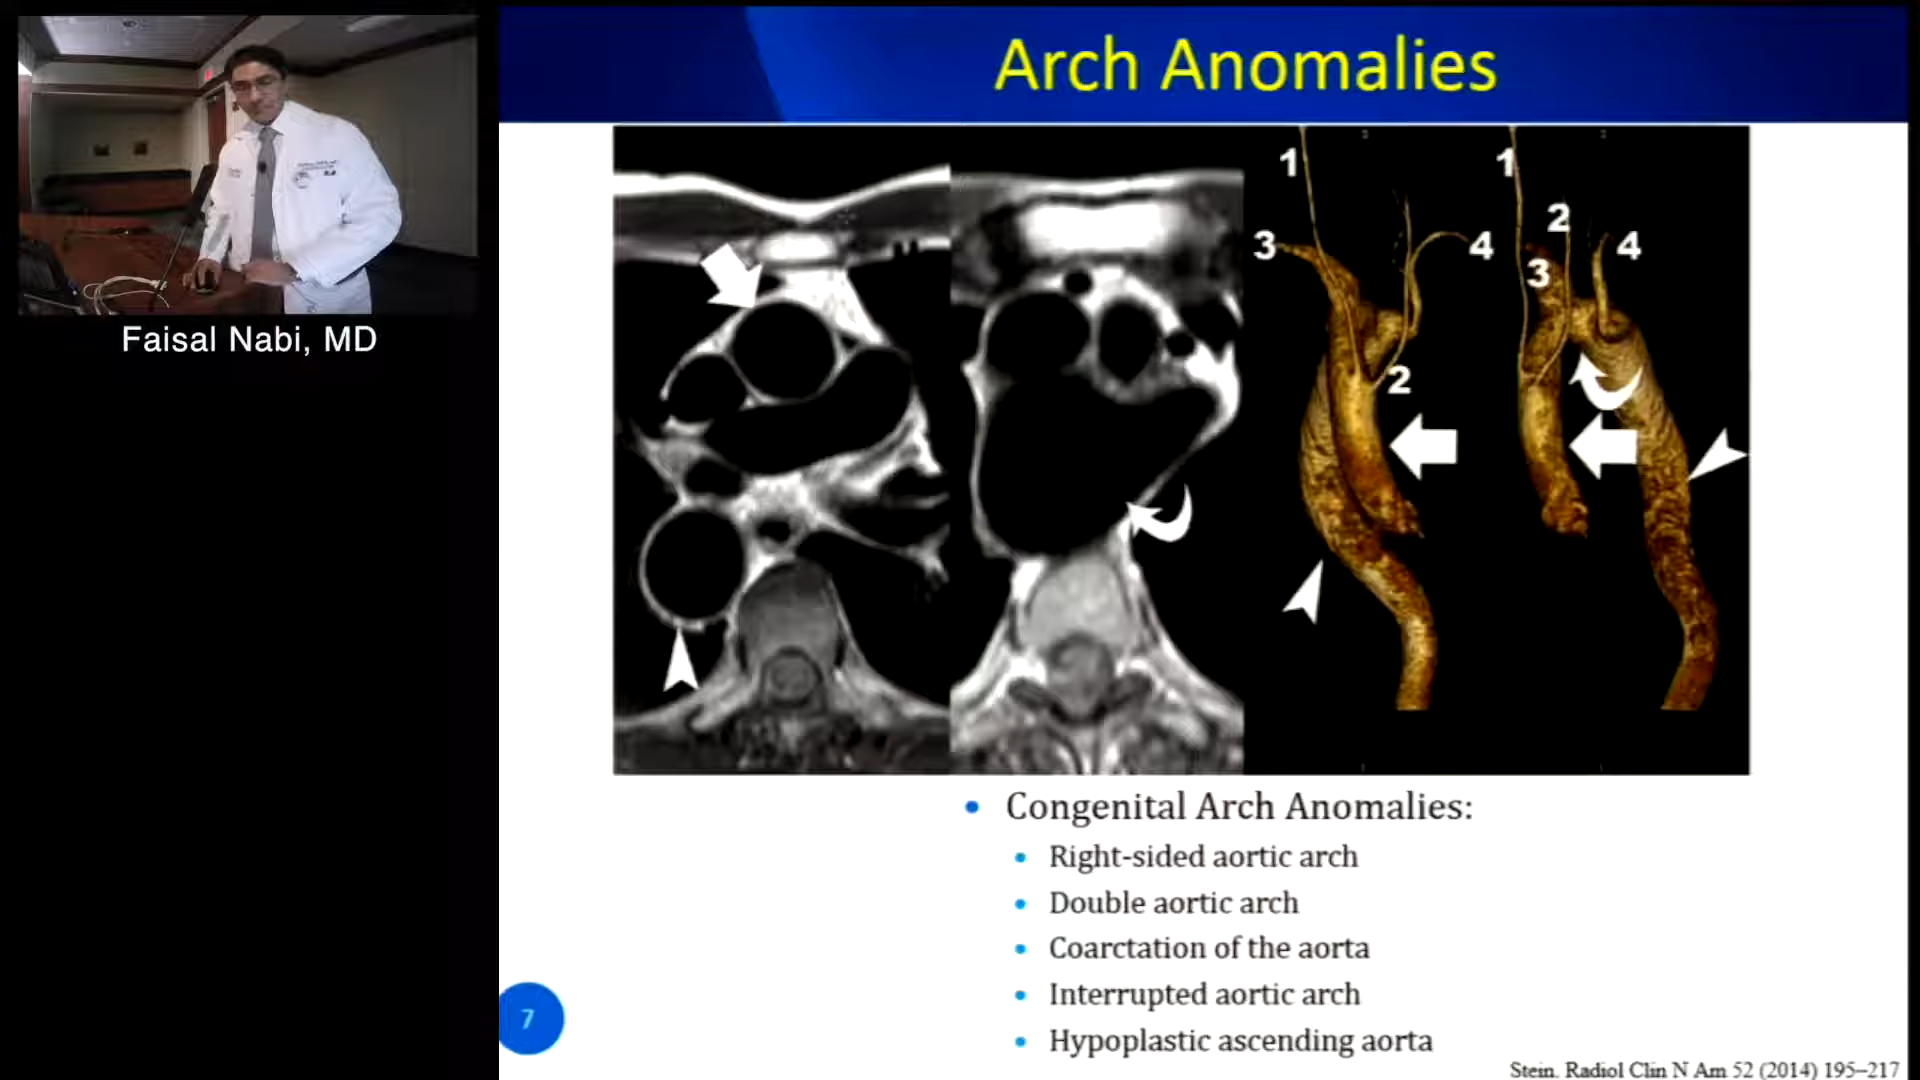 Arch Anomalies
1
3
4
2
1
2
3
4
Faisal Nabi, MD
• Congenital Arch Anomalies:
• Right-sided aortic arch
• Double aortic arch
• Coarctation of the aorta
• Interrupted aortic arch
• Hypoplastic ascending aorta
7
Stein. Radiol Clin N Am 52 (2014) 195–217